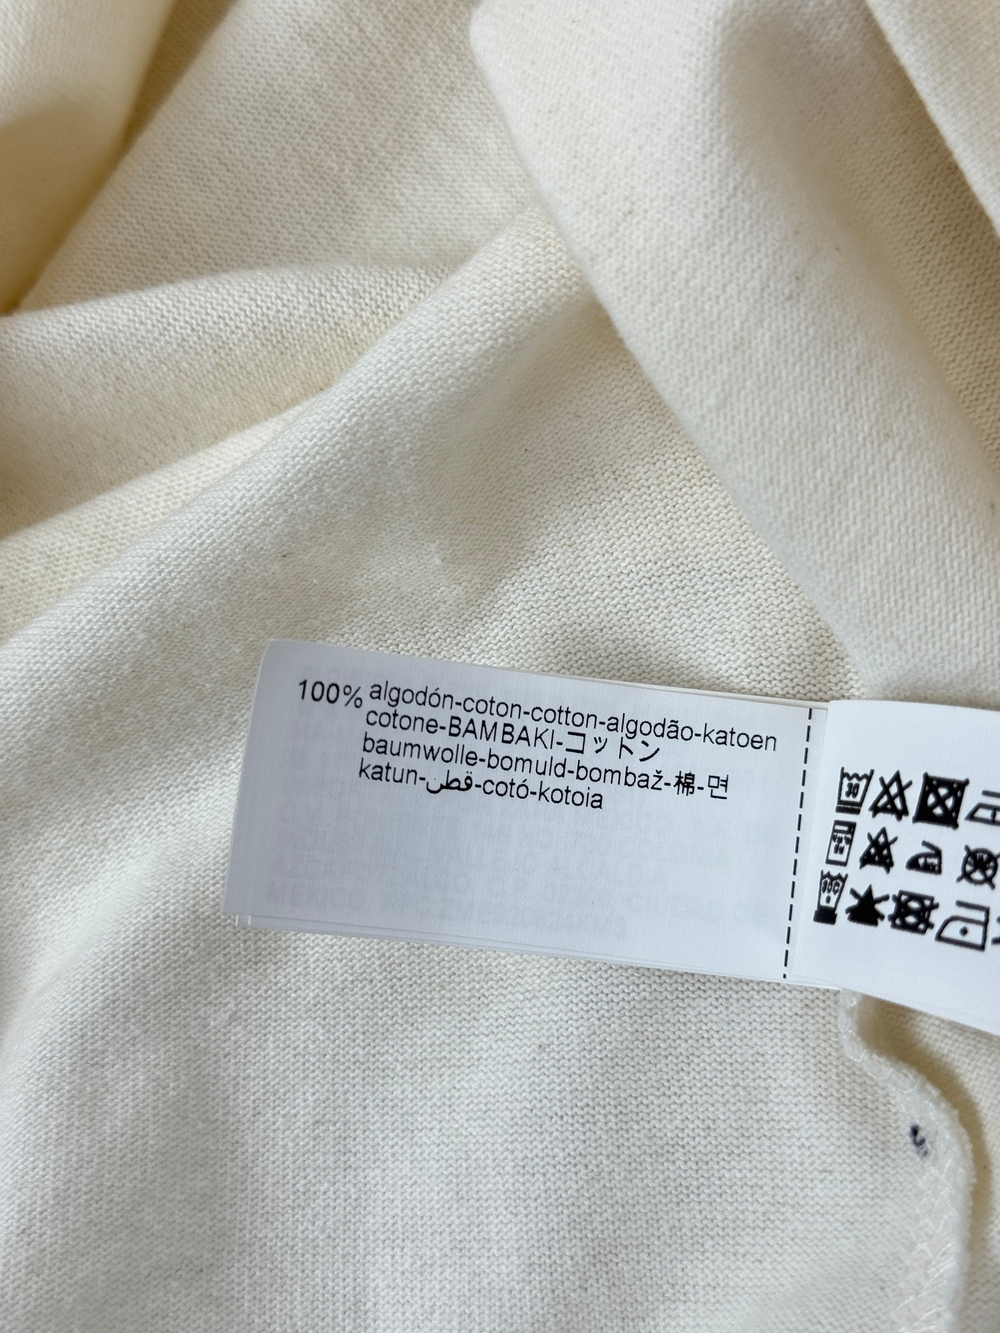 100% algodón-coton-cotton-algodão-katoen
cotone-BAMBAKI-コットン
baumwolle-bomuld-bombaž-棉-면
katun-قطن-cotó-kotoia
30